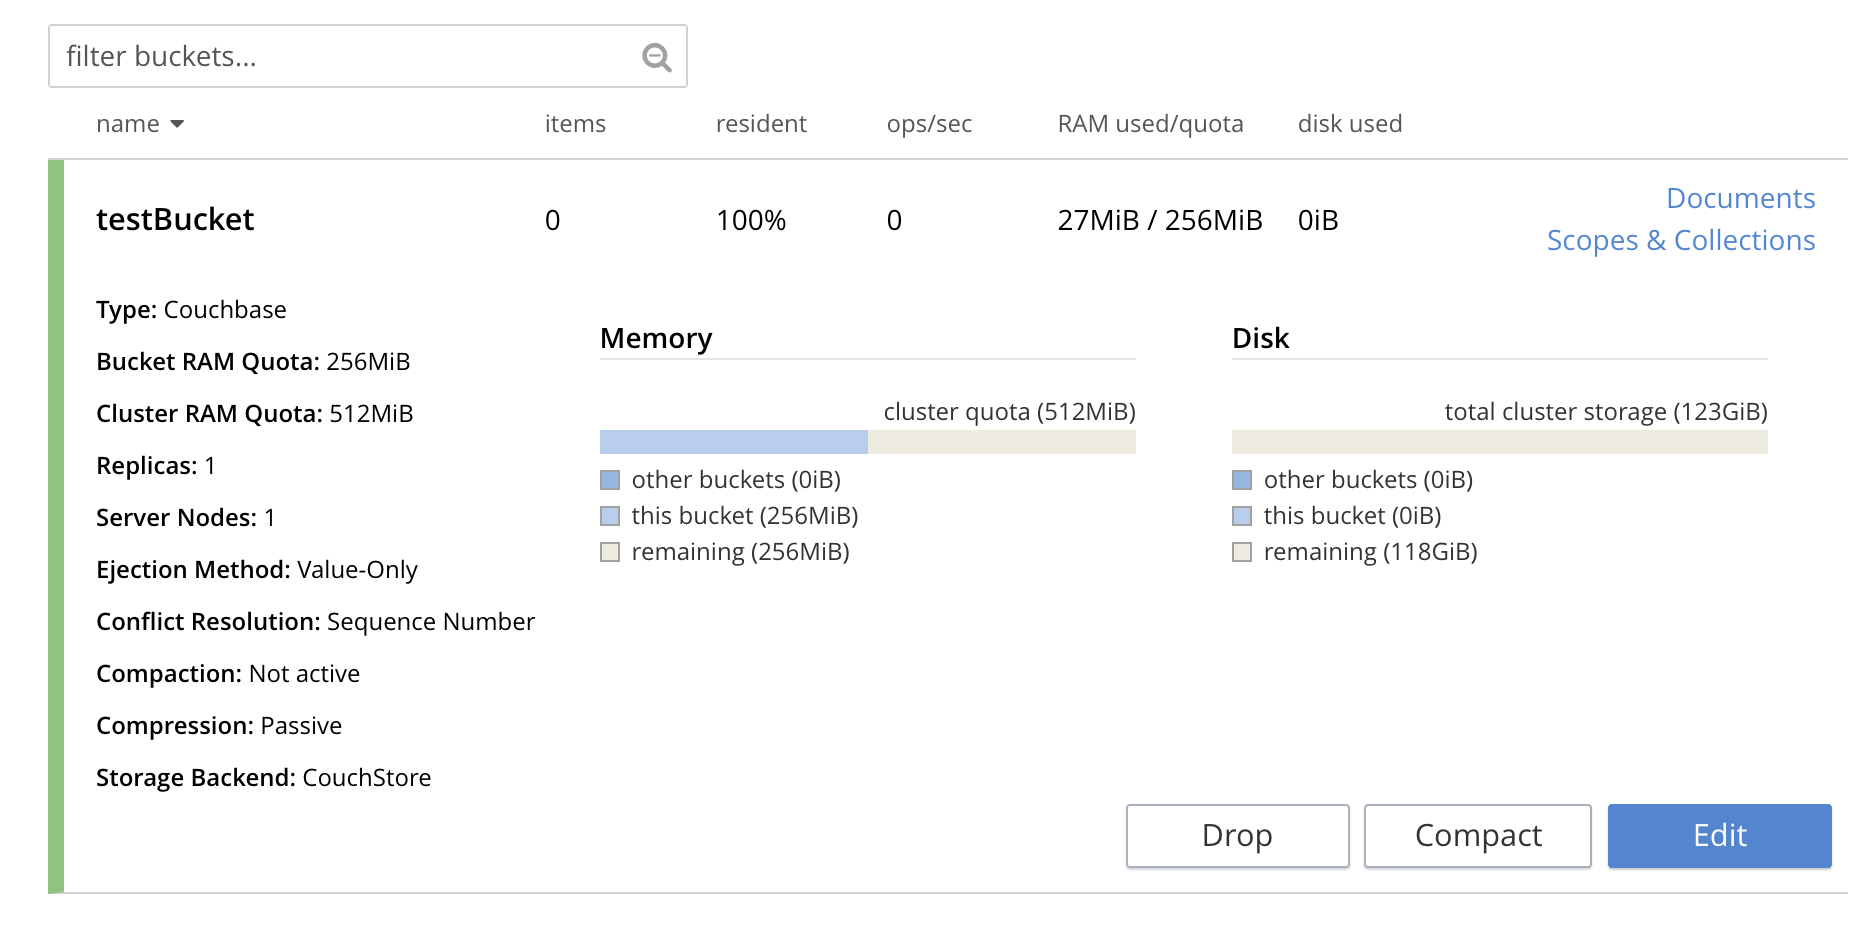 filter buckets...
name items resident ops/sec RAM used/quota disk used
testBucket 0 100% 0 27MiB / 256MiB 0iB
Documents
Scopes & Collections
Type: Couchbase
Bucket RAM Quota: 256MiB
Cluster RAM Quota: 512MiB
Replicas: 1
Server Nodes: 1
Ejection Method: Value-Only
Conflict Resolution: Sequence Number
Compaction: Not active
Compression: Passive
Storage Backend: CouchStore
Memory
cluster quota (512MiB)
other buckets (0iB)
this bucket (256MiB)
remaining (256MiB)
Disk
total cluster storage (123GiB)
other buckets (0iB)
this bucket (0iB)
remaining (118GiB)
Drop Compact Edit